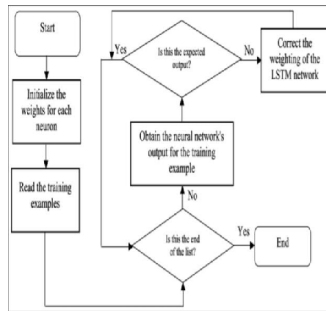 Start
Initialize the
weights for each
neuron
Read the training
examples
Yes
Is this the expected
output?
No
Correct the
weighting of the
LSTM network
Obtain the neural network's
output for the training
example
No
Is this the end
of the list?
Yes
End